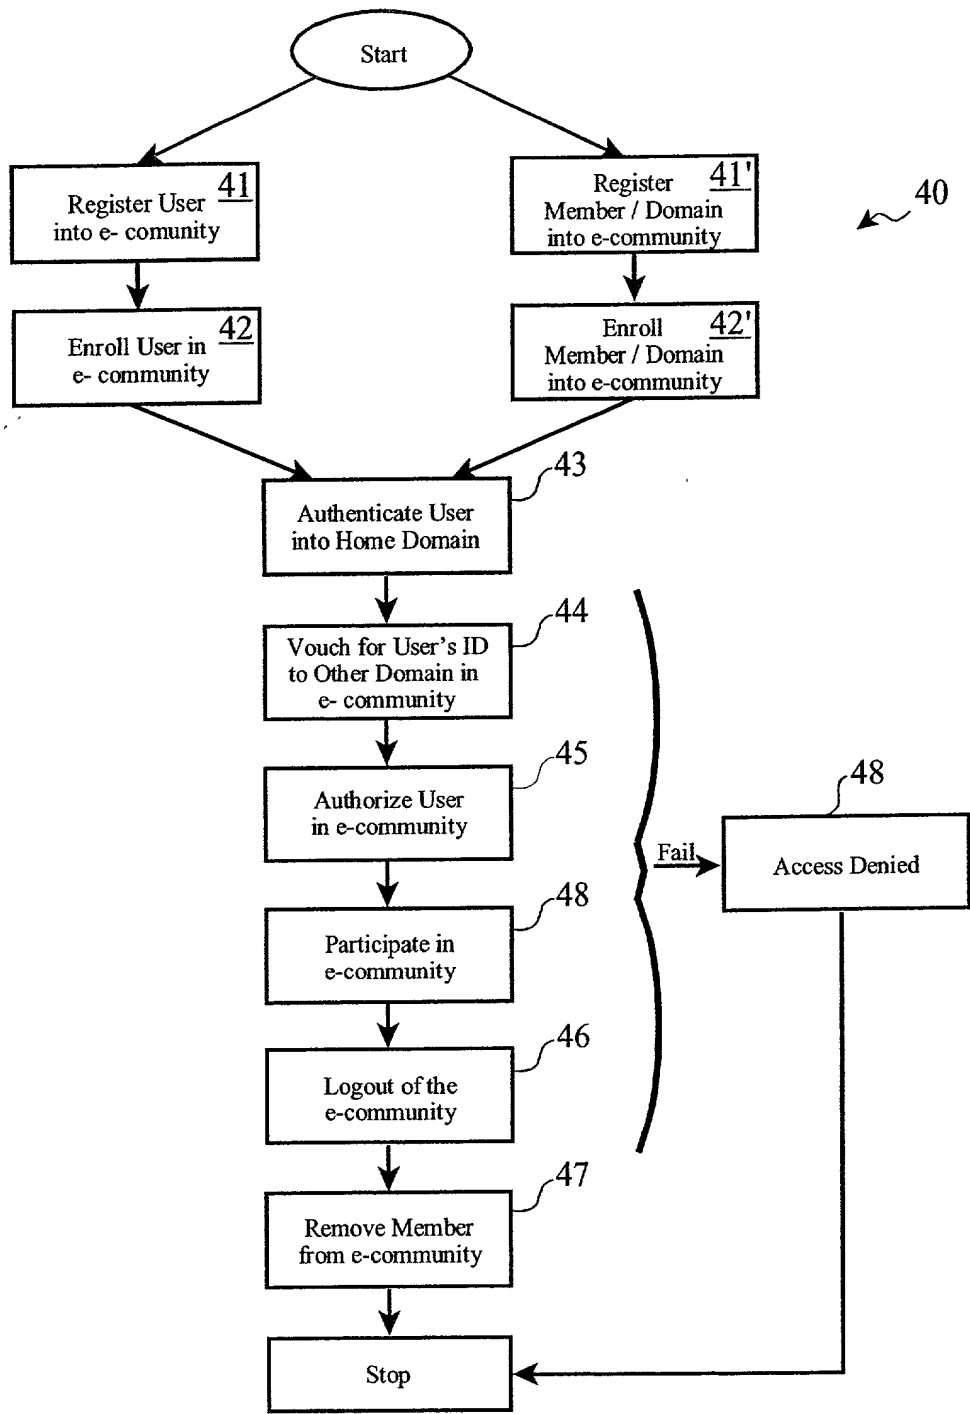 Start
41
Register User
into e- comunity
41'
Register
Member / Domain
into e-community
40
42
Enroll User in
e- community
42'
Enroll
Member / Domain
into e-community
43
Authenticate User
into Home Domain
44
Vouch for User's ID
to Other Domain in
e- community
45
Authorize User
in e-community
48
Participate in
e-community
Fail
48
Access Denied
46
Logout of the
e-community
47
Remove Member
from e-community
Stop